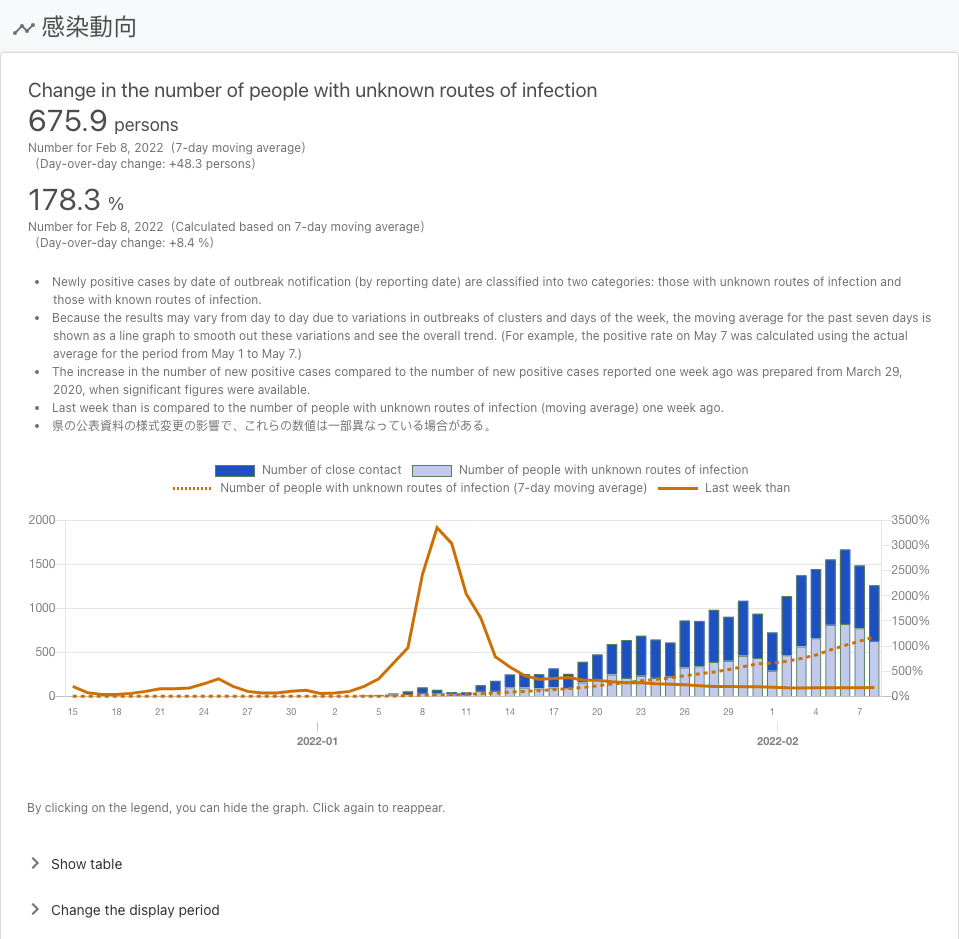 感染動向
Change in the number of people with unknown routes of infection
675.9 persons
Number for Feb 8, 2022 (7-day moving average)
(Day-over-day change: +48.3 persons)
178.3 %
Number for Feb 8, 2022 (Calculated based on 7-day moving average)
(Day-over-day change: +8.4 %)
• Newly positive cases by date of outbreak notification (by reporting date) are classified into two categories: those with unknown routes of infection and
those with known routes of infection.
• Because the results may vary from day to day due to variations in outbreaks of clusters and days of the week, the moving average for the past seven days is
shown as a line graph to smooth out these variations and see the overall trend. (For example, the positive rate on May 7 was calculated using the actual
average for the period from May 1 to May 7.)
• The increase in the number of new positive cases compared to the number of new positive cases reported one week ago was prepared from March 29,
2020, when significant figures were available.
• Last week than is compared to the number of people with unknown routes of infection (moving average) one week ago.
• 県の公表資料の様式変更の影響で、これらの数値は一部異なっている場合がある。
Number of close contact Number of people with unknown routes of infection
Number of people with unknown routes of infection (7-day moving average) Last week than
2000 3500%
3000%
1500 2500%
1000 2000%
1500%
500 1000%
500%
0 0%
15 18 21 24 27 30 2 5 8 11 14 17 20 23 26 29 1 4 7
2022-01 2022-02
By clicking on the legend, you can hide the graph. Click again to reappear.
Show table
Change the display period